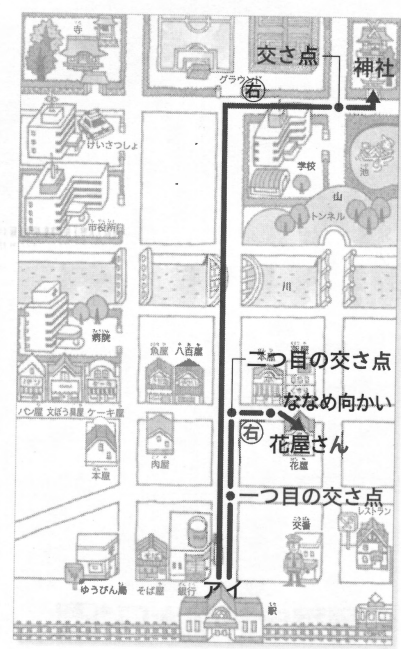 寺
グラウンド
右
交さ点
神社
けいさつしょ
学校
池
市役所
山
トンネル
川
病院
魚屋 八百屋
本屋
二つ目の交さ点
パン屋 文ぼう具屋 ケーキ屋
ななめ向かい
右
花屋さん
本屋
肉屋
花屋
一つ目の交さ点
交番
レストラン
ゆうびん局
そば屋
銀行
アイ
駅